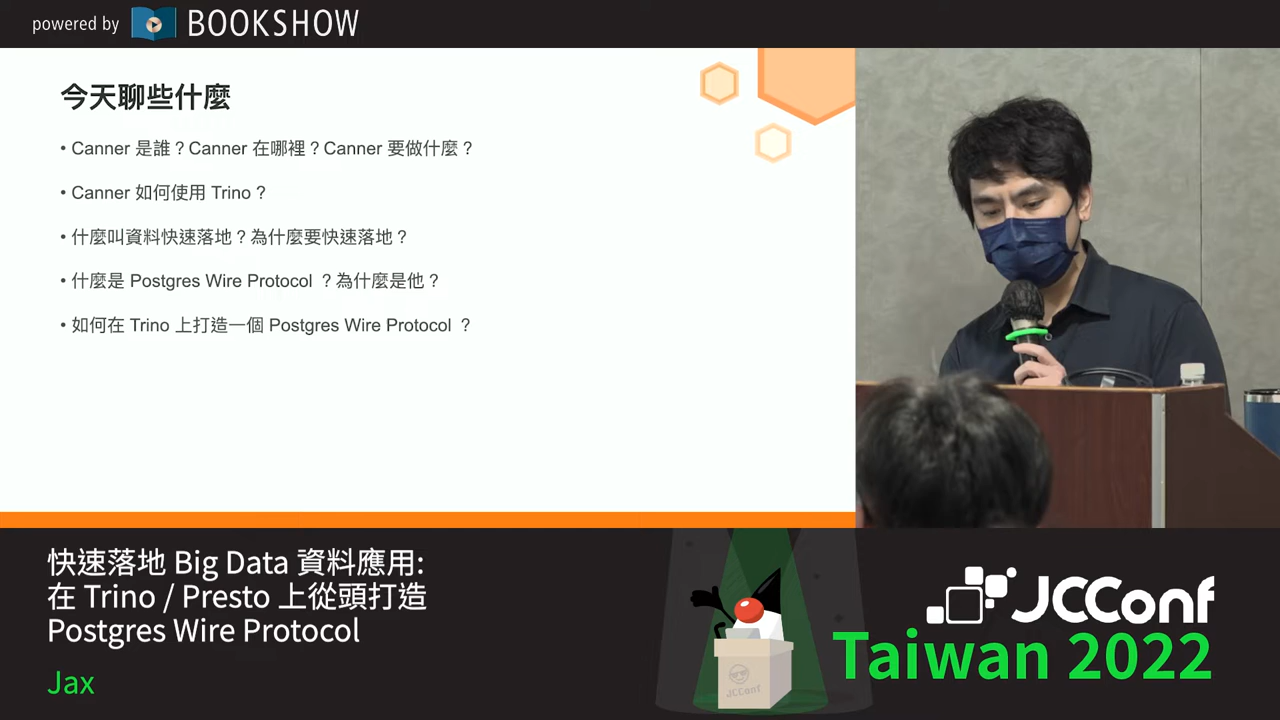 powered by BOOKSHOW
今天聊些什麼
• Canner 是誰？Canner 在哪裡？Canner 要做什麼？
• Canner 如何使用 Trino？
• 什麼叫資料快速落地？為什麼要快速落地？
• 什麼是 Postgres Wire Protocol ？為什麼是他？
• 如何在 Trino 上打造一個 Postgres Wire Protocol ？
快速落地 Big Data 資料應用:
在 Trino / Presto 上從頭打造
Postgres Wire Protocol
Jax
JCConf
JCConf
Taiwan 2022